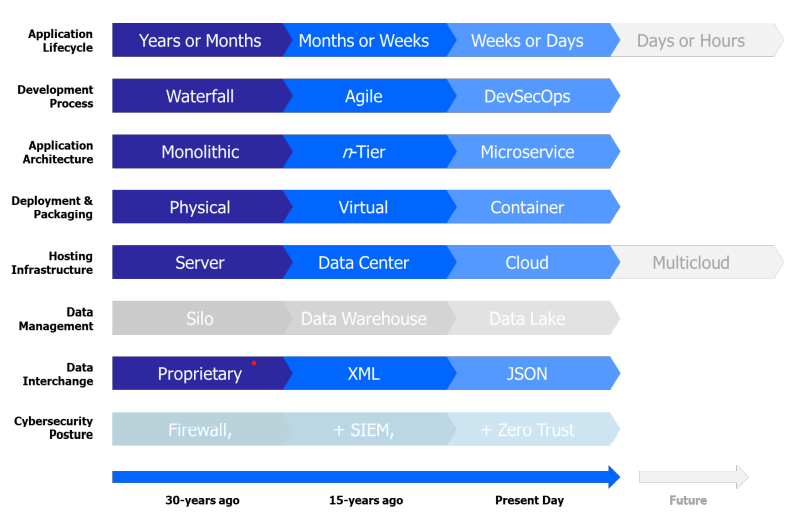 Application
Lifecycle
Years or Months
Months or Weeks
Weeks or Days
Days or Hours
Development
Process
Waterfall
Agile
DevSecOps
Application
Architecture
Monolithic
n-Tier
Microservice
Deployment &
Packaging
Physical
Virtual
Container
Hosting
Infrastructure
Server
Data Center
Cloud
Multicloud
Data
Management
Silo
Data Warehouse
Data Lake
Data
Interchange
Proprietary
XML
JSON
Cybersecurity
Posture
Firewall,
+ SIEM,
+ Zero Trust
30-years ago
15-years ago
Present Day
Future